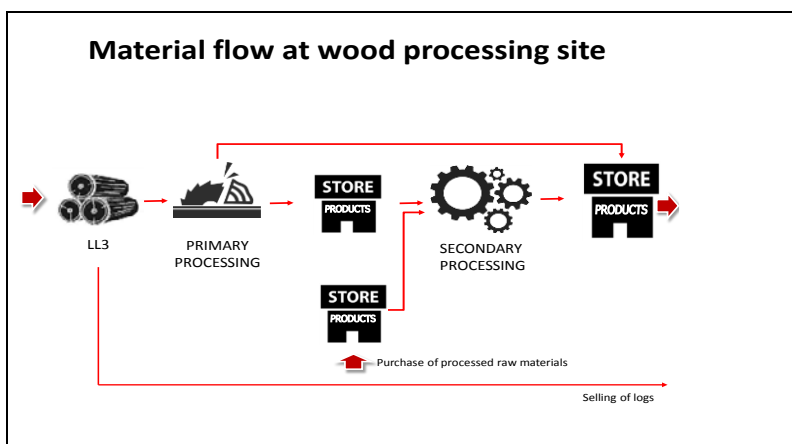 Material flow at wood processing site
STORE
PRODUCTS
STORE
PRODUCTS
LL3
PRIMARY
PROCESSING
SECONDARY
PROCESSING
STORE
PRODUCTS
Purchase of processed raw materials
Selling of logs